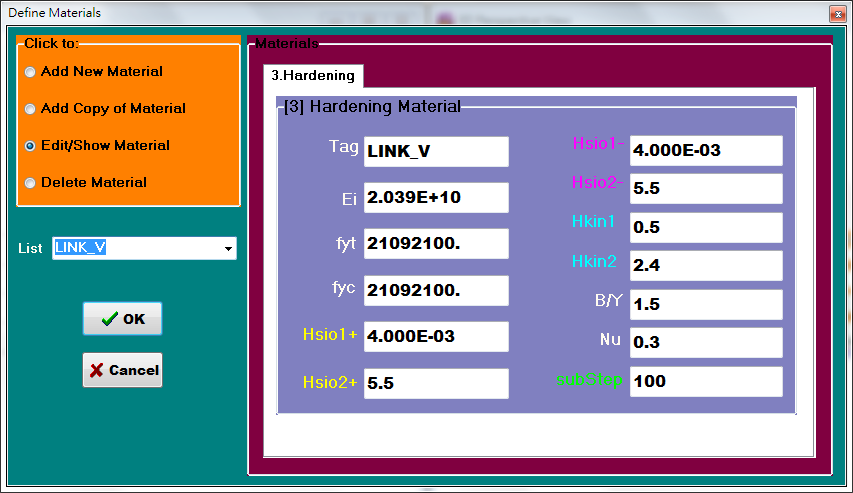 Define Materials
Click to:
Add New Material
Add Copy of Material
Edit/Show Material
Delete Material
List LINK_V
OK
Cancel
Materials
3.Hardening
[3] Hardening Material
Tag LINK_V
Ei 2.039E+10
fyt 21092100.
fyc 21092100.
Hsio1+ 4.000E-03
Hsio2+ 5.5
Hsio1- 4.000E-03
Hsio2- 5.5
Hkin1 0.5
Hkin2 2.4
B/Y 1.5
Nu 0.3
subStep 100